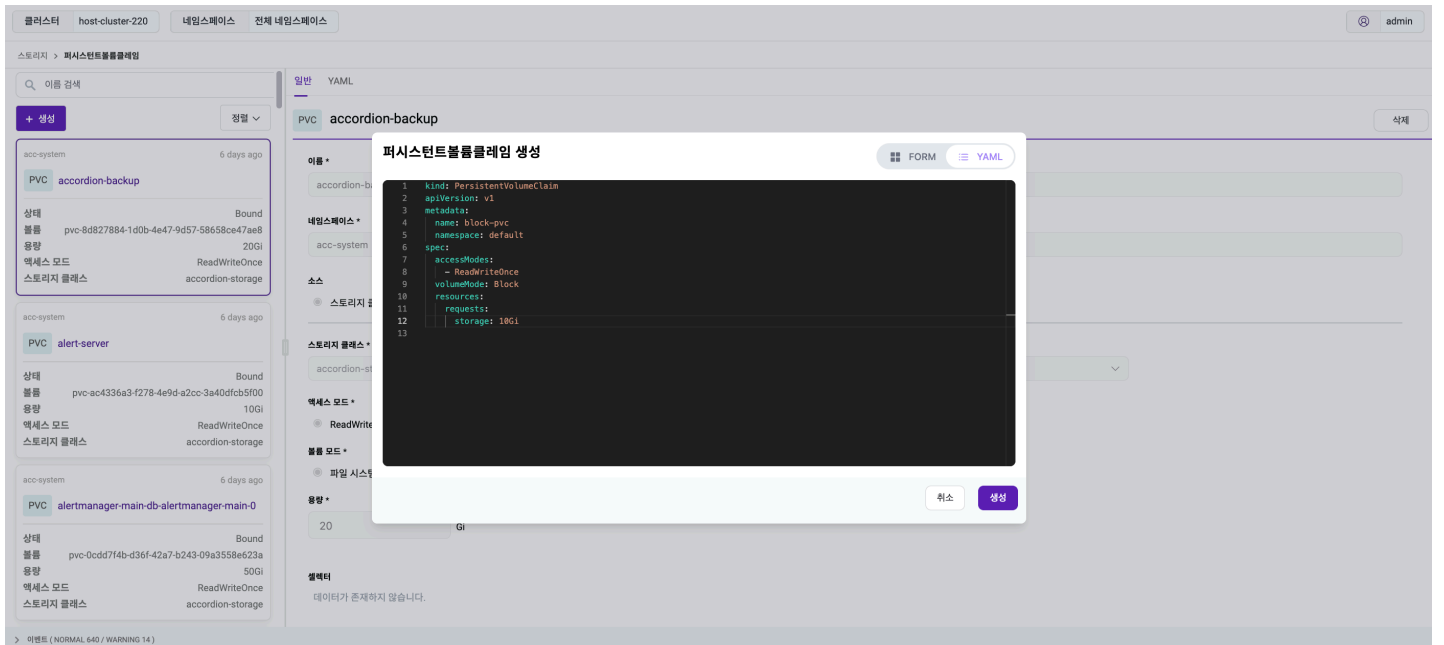 클러스터 host-cluster-220 네임스페이스 전체 네임스페이스 admin
스토리지 > 퍼시스턴트볼륨클레임
이름 검색
+ 생성 정렬
acc-system 6 days ago
PVC accordion-backup
상태 Bound
볼륨 pvc-8d827884-1d0b-4e47-9d57-58658ce47ae8
용량 20Gi
액세스 모드 ReadWriteOnce
스토리지 클래스 accordion-storage
acc-system 6 days ago
PVC alert-server
상태 Bound
볼륨 pvc-ac4336a3-f278-4e9d-a2cc-3a40dfcb5f00
용량 10Gi
액세스 모드 ReadWriteOnce
스토리지 클래스 accordion-storage
acc-system 6 days ago
PVC alertmanager-main-db-alertmanager-main-0
상태 Bound
볼륨 pvc-0cdd7f4b-d36f-42a7-b243-09a3558e623a
용량 50Gi
액세스 모드 ReadWriteOnce
스토리지 클래스 accordion-storage
일반 YAML
PVC accordion-backup 삭제
이름 *
accordion-ba
네임스페이스 *
acc-system
소스
스토리지
스토리지 클래스 *
accordion-st
액세스 모드 *
ReadWrite
볼륨 모드 *
파일 시스템
용량 *
20 Gi
셀렉터
데이터가 존재하지 않습니다.
퍼시스턴트볼륨클레임 생성 FORM YAML
1 kind: PersistentVolumeClaim
2 apiVersion: v1
3 metadata:
4 name: block-pvc
5 namespace: default
6 spec:
7 accessModes:
8 - ReadWriteOnce
9 volumeMode: Block
10 resources:
11 requests:
12 storage: 10Gi
13
취소 생성
> 이벤트 ( NORMAL 640 / WARNING 14 )